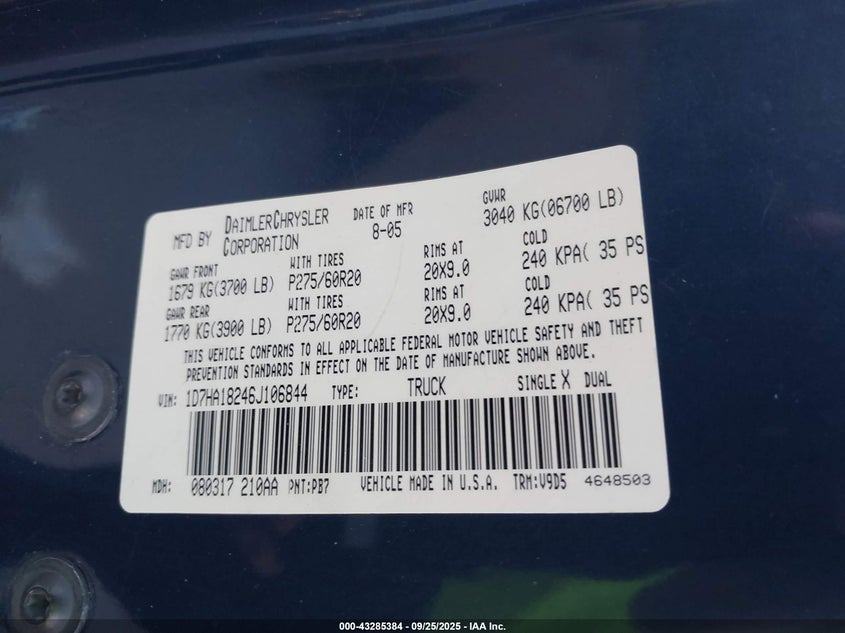 MFD BY DAIMLERCHRYSLER CORPORATION DATE OF MFR 8-05 GVWR 3040 KG(06700 LB)
GAWR FRONT WITH TIRES RIMS AT COLD
1679 KG(3700 LB) P275/60R20 20X9.0 240 KPA( 35 PS
GAWR REAR WITH TIRES RIMS AT COLD
1770 KG(3900 LB) P275/60R20 20X9.0 240 KPA( 35 PS
THIS VEHICLE CONFORMS TO ALL APPLICABLE FEDERAL MOTOR VEHICLE SAFETY AND THEFT
PREVENTION STANDARDS IN EFFECT ON THE DATE OF MANUFACTURE SHOWN ABOVE.
VIN: 1D7HA18246J106844 TYPE: TRUCK SINGLE X DUAL
MDH: 080317 210AA PNT:PB7 VEHICLE MADE IN U.S.A. TRM:V9D5 4648503
000-43285384 - 09/25/2025 - IAA Inc.